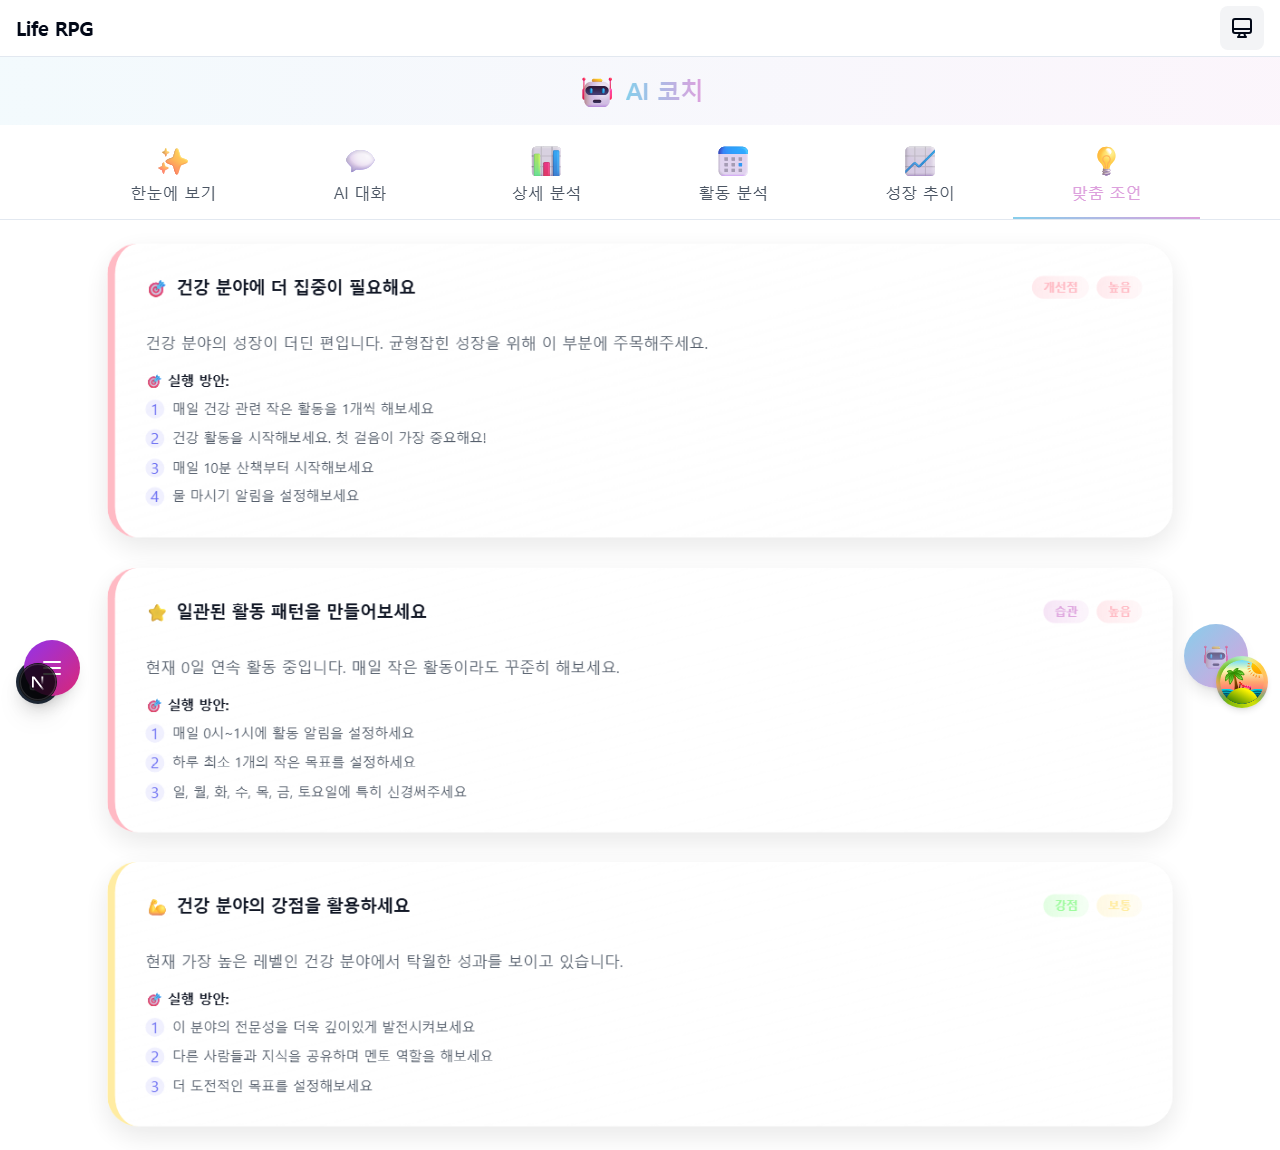 Life RPG
AI 코치
한눈에 보기
AI 대화
상세 분석
활동 분석
성장 추이
맞춤 조언
건강 분야에 더 집중이 필요해요
개선점
높음
건강 분야의 성장이 더딘 편입니다. 균형잡힌 성장을 위해 이 부분에 주목해주세요.
실행 방안:
1 매일 건강 관련 작은 활동을 1개씩 해보세요
2 건강 활동을 시작해보세요. 첫 걸음이 가장 중요해요!
3 매일 10분 산책부터 시작해보세요
4 물 마시기 알림을 설정해보세요
일관된 활동 패턴을 만들어보세요
습관
높음
현재 0일 연속 활동 중입니다. 매일 작은 활동이라도 꾸준히 해보세요.
실행 방안:
1 매일 0시~1시에 활동 알림을 설정하세요
2 하루 최소 1개의 작은 목표를 설정하세요
3 일, 월, 화, 수, 목, 금, 토요일에 특히 신경써주세요
N
건강 분야의 강점을 활용하세요
강점
보통
현재 가장 높은 레벨인 건강 분야에서 탁월한 성과를 보이고 있습니다.
실행 방안:
1 이 분야의 전문성을 더욱 깊이있게 발전시켜보세요
2 다른 사람들과 지식을 공유하며 멘토 역할을 해보세요
3 더 도전적인 목표를 설정해보세요